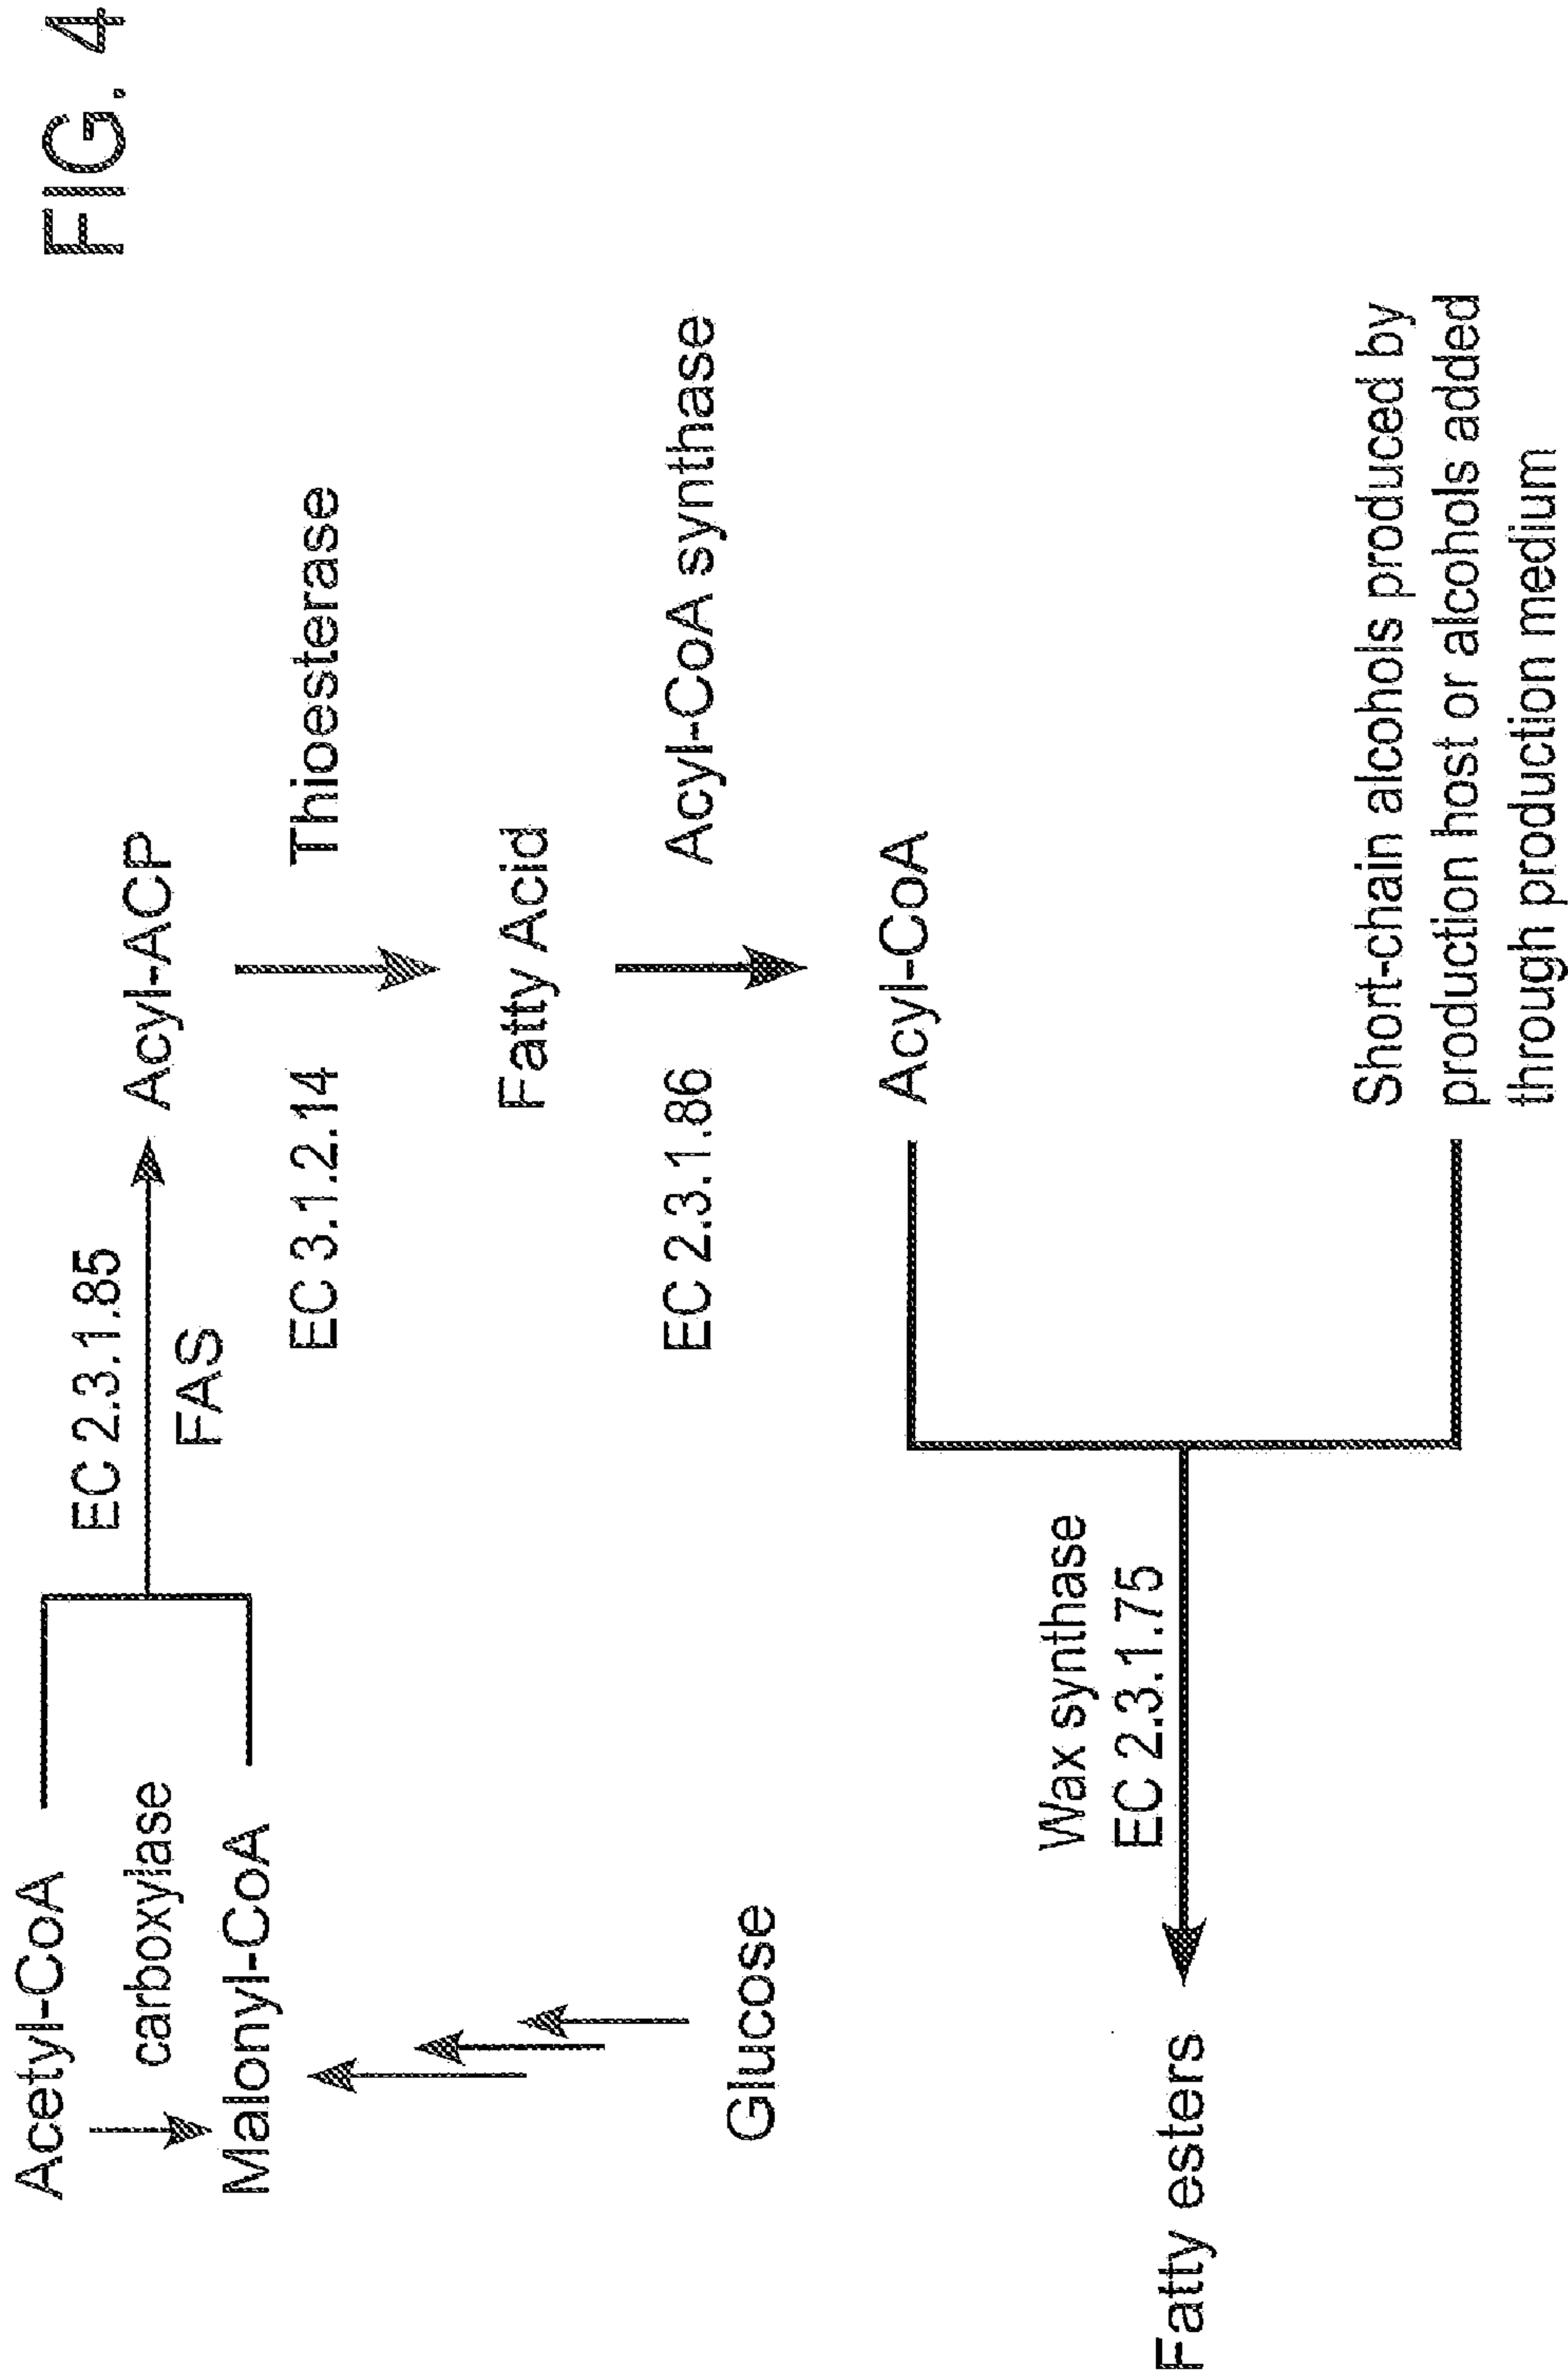 FIG. 4
Acetyl-CoA
carboxylase
Malonyl-CoA
Glucose
EC 2.3.1.85
FAS
Acyl-ACP
EC 3.1.2.14
Thioesterase
Fatty Acid
EC 2.3.1.86
Acyl-CoA synthase
Acyl-CoA
Wax synthase
EC 2.3.1.75
Fatty esters
Short-chain alcohols produced by
production host or alcohols added
through production medium